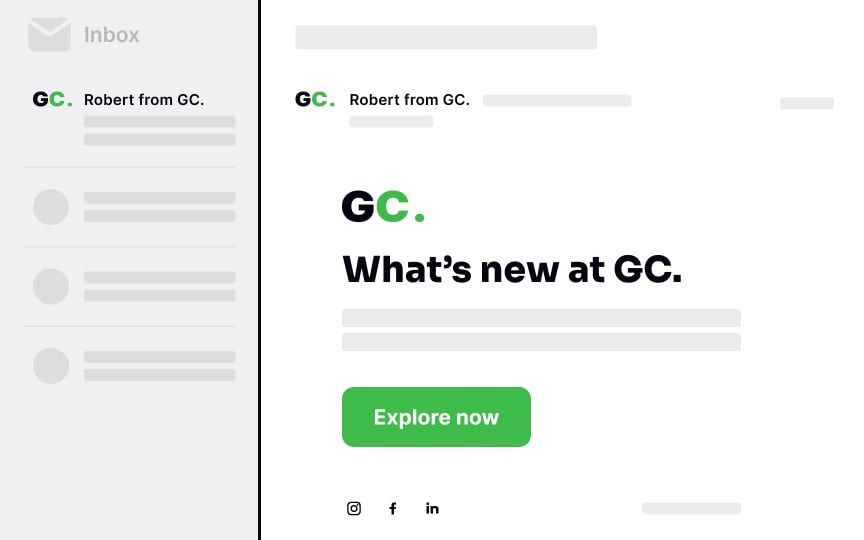 Inbox
GC.
Robert from GC.
GC.
Robert from GC.
GC.
What’s new at GC.
Explore now